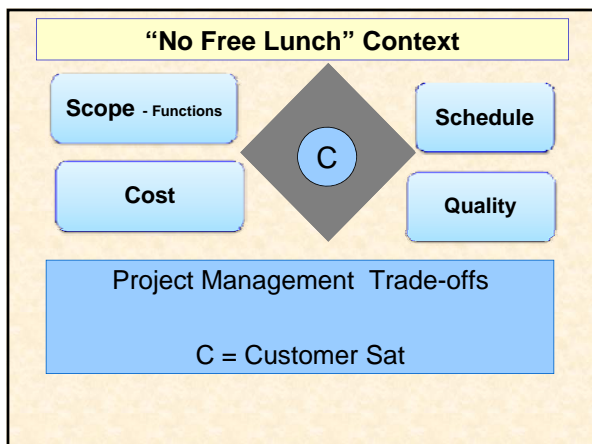 “No Free Lunch” Context
Scope - Functions
Schedule
C
Cost
Quality
Project Management Trade-offs
C = Customer Sat